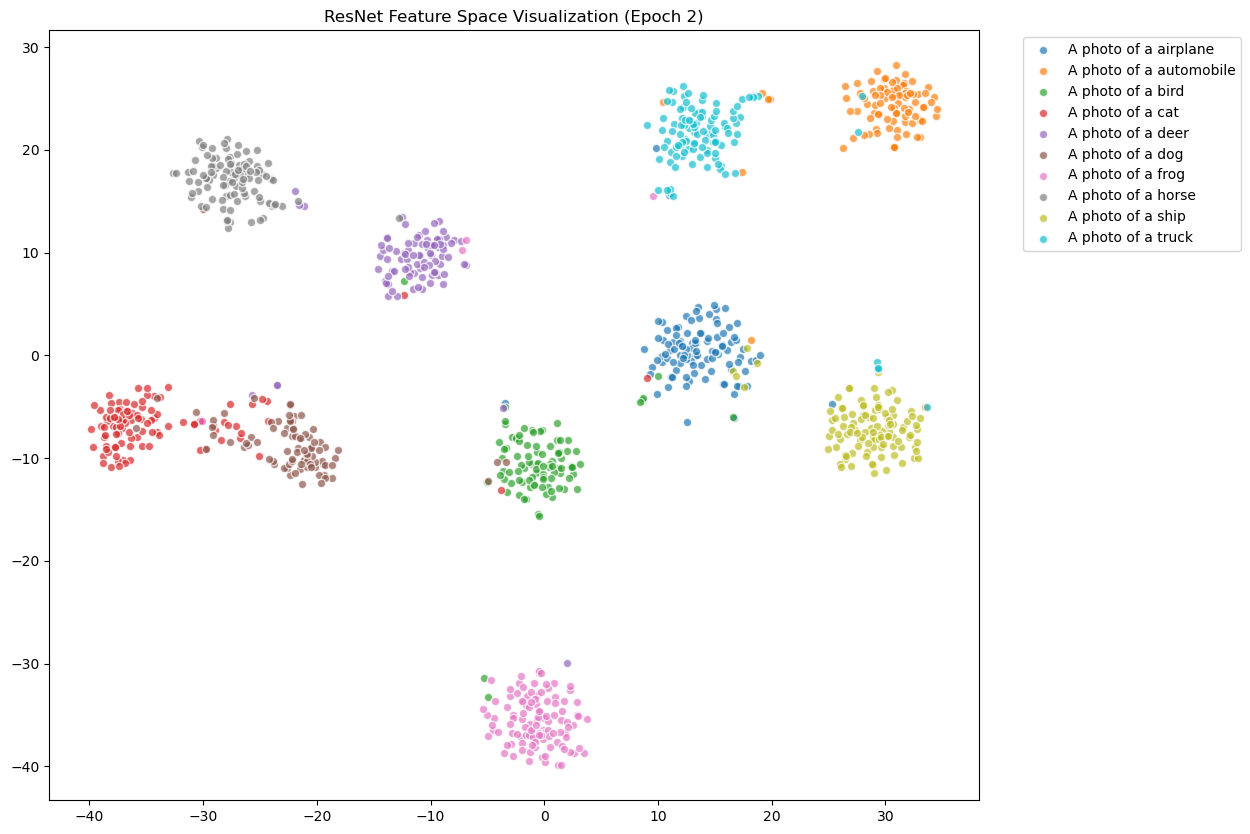 ResNet Feature Space Visualization (Epoch 2)
30
20
10
0
−10
−20
−30
−40
−40
−30
−20
−10
0
10
20
30
A photo of a airplane
A photo of a automobile
A photo of a bird
A photo of a cat
A photo of a deer
A photo of a dog
A photo of a frog
A photo of a horse
A photo of a ship
A photo of a truck